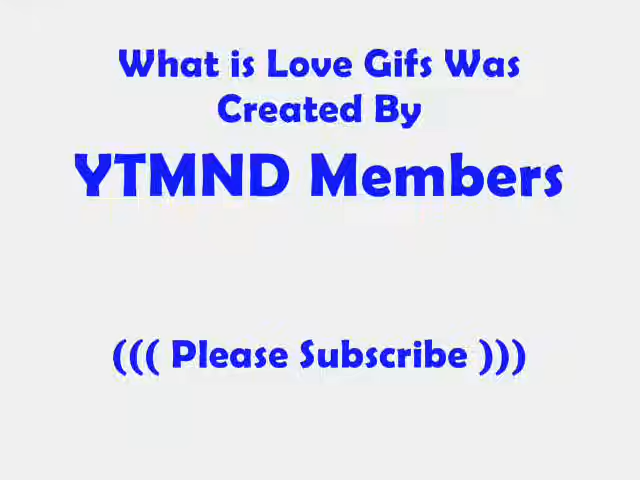 What is Love Gifs Was
Created By
YTMND Members
((( Please Subscribe )))